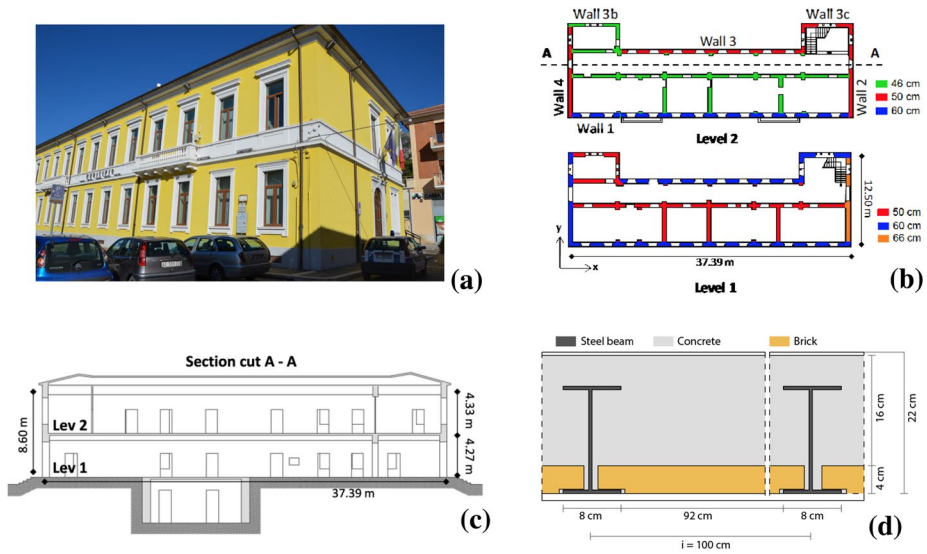 (a)
Wall 3b
Wall 3c
A
Wall 3
A
Wall 4
Wall 2
46 cm
50 cm
60 cm
Wall 1
Level 2
12.50 m
50 cm
60 cm
66 cm
y
x
37.39 m
Level 1
(b)
Section cut A - A
8.60 m
Lev 2
4.33 m
Lev 1
4.27 m
37.39 m
(c)
Steel beam
Concrete
Brick
16 cm
22 cm
4 cm
8 cm
92 cm
8 cm
i = 100 cm
(d)